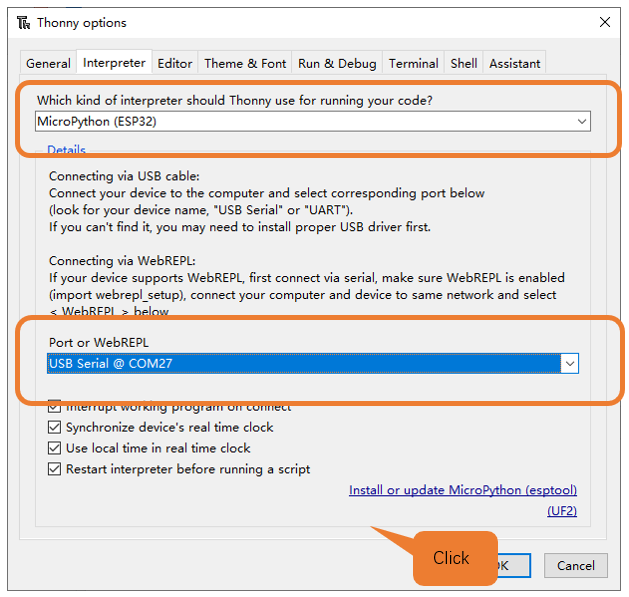 Thonny options
General Interpreter Editor Theme & Font Run & Debug Terminal Shell Assistant
Which kind of interpreter should Thonny use for running your code?
MicroPython (ESP32)
Details
Connecting via USB cable:
Connect your device to the computer and select corresponding port below
(look for your device name, "USB Serial" or "UART").
If you can't find it, you may need to install proper USB driver first.
Connecting via WebREPL:
If your device supports WebREPL, first connect via serial, make sure WebREPL is enabled
(import webrepl_setup), connect your computer and device to same network and select
< WebREPL > below
Port or WebREPL
USB Serial @ COM27
Interrupt working program on connect
Synchronize device's real time clock
Use local time in real time clock
Restart interpreter before running a script
Install or update MicroPython (esptool)
(UF2)
Click
Cancel